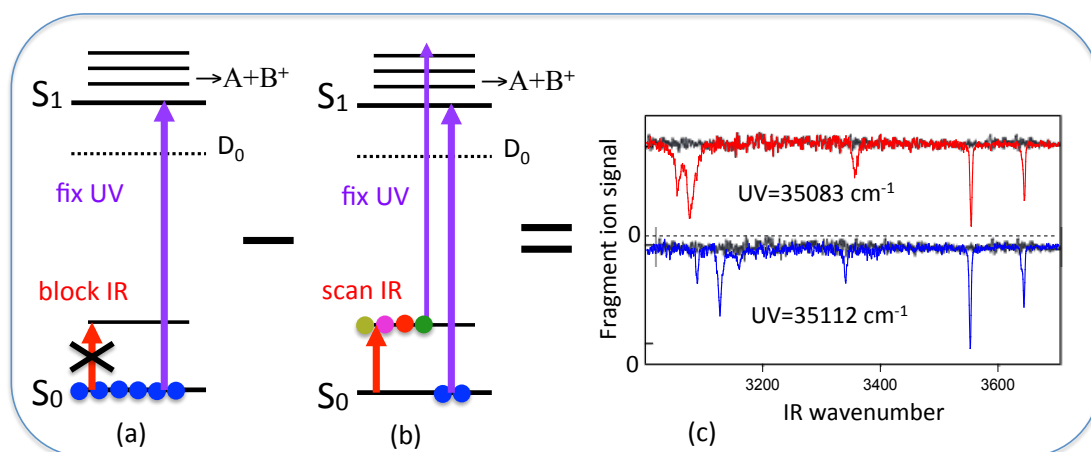 S1
→A+B+
D0
fix UV
block IR
S0
(a)
S1
→A+B+
D0
fix UV
scan IR
S0
(b)
Fragment ion signal
UV=35083 cm-1
0
UV=35112 cm-1
0
3200 3400 3600
IR wavenumber
(c)